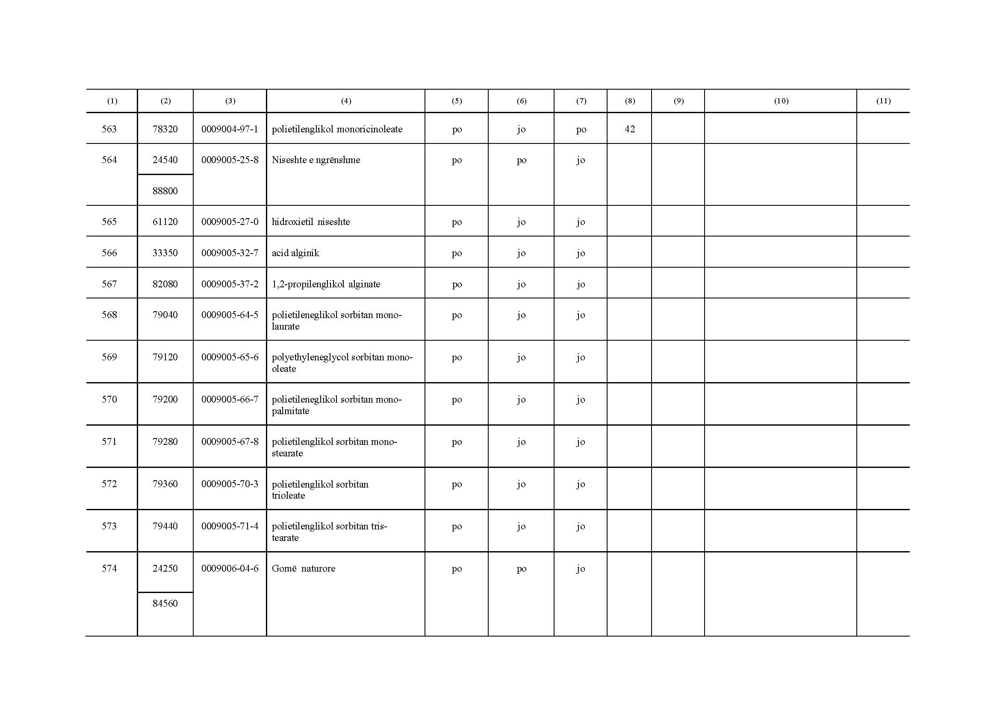 (1) (2) (3) (4) (5) (6) (7) (8) (9) (10) (11)
563 78320 0009004-97-1 polietilenglikol monoricinoleate po jo po 42
564 24540 0009005-25-8 Niseshte e ngrënshme po po jo
88800
565 61120 0009005-27-0 hidroxietil niseshte po jo jo
566 33350 0009005-32-7 acid alginik po jo jo
567 82080 0009005-37-2 1,2-propilenglikol alginate po jo jo
568 79040 0009005-64-5 polietileneglikol sorbitan mono- po jo jo
laurate
569 79120 0009005-65-6 polyethyleneglycol sorbitan mono- po jo jo
oleate
570 79200 0009005-66-7 polietileneglikol sorbitan mono- po jo jo
palmitate
571 79280 0009005-67-8 polietilenglikol sorbitan mono- po jo jo
stearate
572 79360 0009005-70-3 polietilenglikol sorbitan po jo jo
trioleate
573 79440 0009005-71-4 polietilenglikol sorbitan tris- po jo jo
tearate
574 24250 0009006-04-6 Gomë naturore po po jo
84560